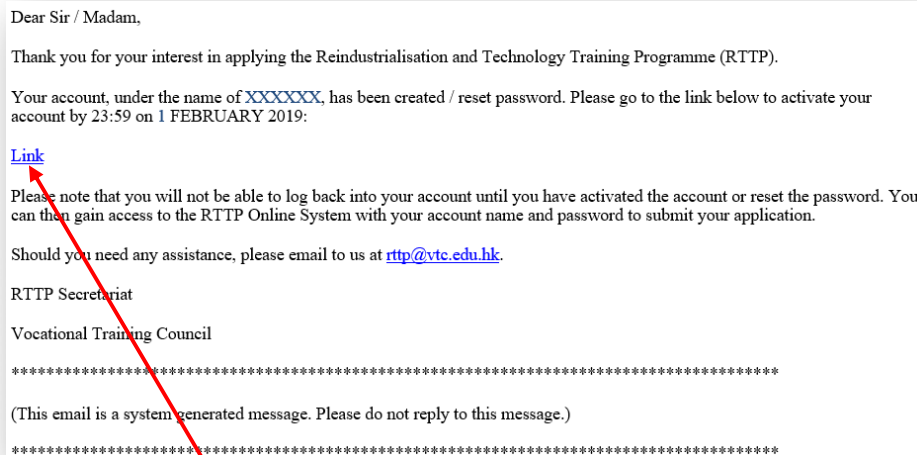 Dear Sir / Madam,
Thank you for your interest in applying the Reindustrialisation and Technology Training Programme (RTTP).
Your account, under the name of XXXXXX, has been created / reset password. Please go to the link below to activate your
account by 23:59 on 1 FEBRUARY 2019:
Link
Please note that you will not be able to log back into your account until you have activated the account or reset the password. You
can then gain access to the RTTP Online System with your account name and password to submit your application.
Should you need any assistance, please email to us at rttp@vtc.edu.hk.
RTTP Secretariat
Vocational Training Council
****************************************************************************************
(This email is a system generated message. Please do not reply to this message.)
****************************************************************************************